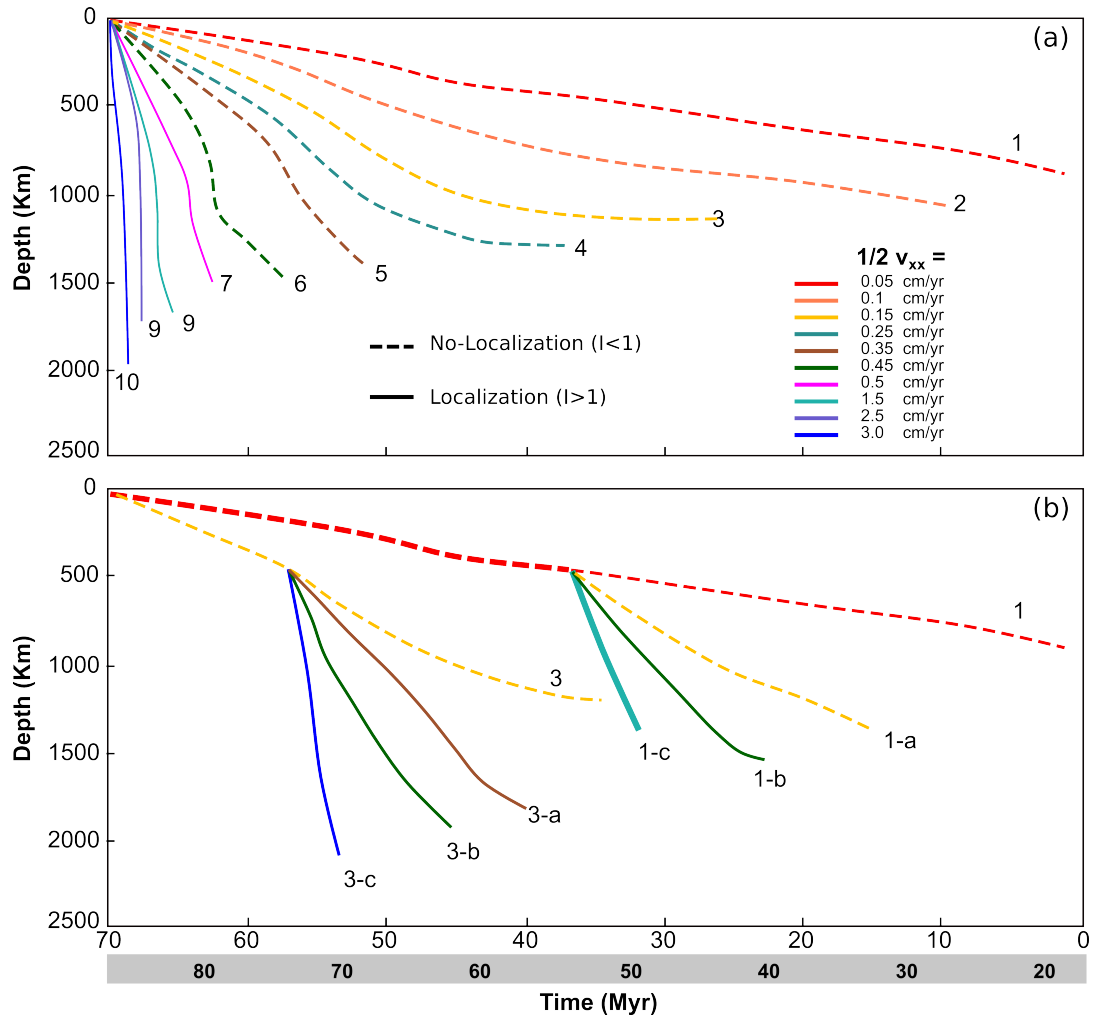 0
(a)
500
1
1000
2
3
4
5
6
7
1/2 vxx =
0.05 cm/yr
0.1 cm/yr
0.15 cm/yr
0.25 cm/yr
0.35 cm/yr
0.45 cm/yr
0.5 cm/yr
1.5 cm/yr
2.5 cm/yr
3.0 cm/yr
1500
9
9
No-Localization (I<1)
2000
10
Localization (I>1)
2500
Depth (Km)
0
(b)
500
1
1000
3
1-a
1-c
1-b
1500
3-a
2000
3-b
3-c
2500
Depth (Km)
70 60 50 40 30 20 10 0
80 70 60 50 40 30 20
Time (Myr)